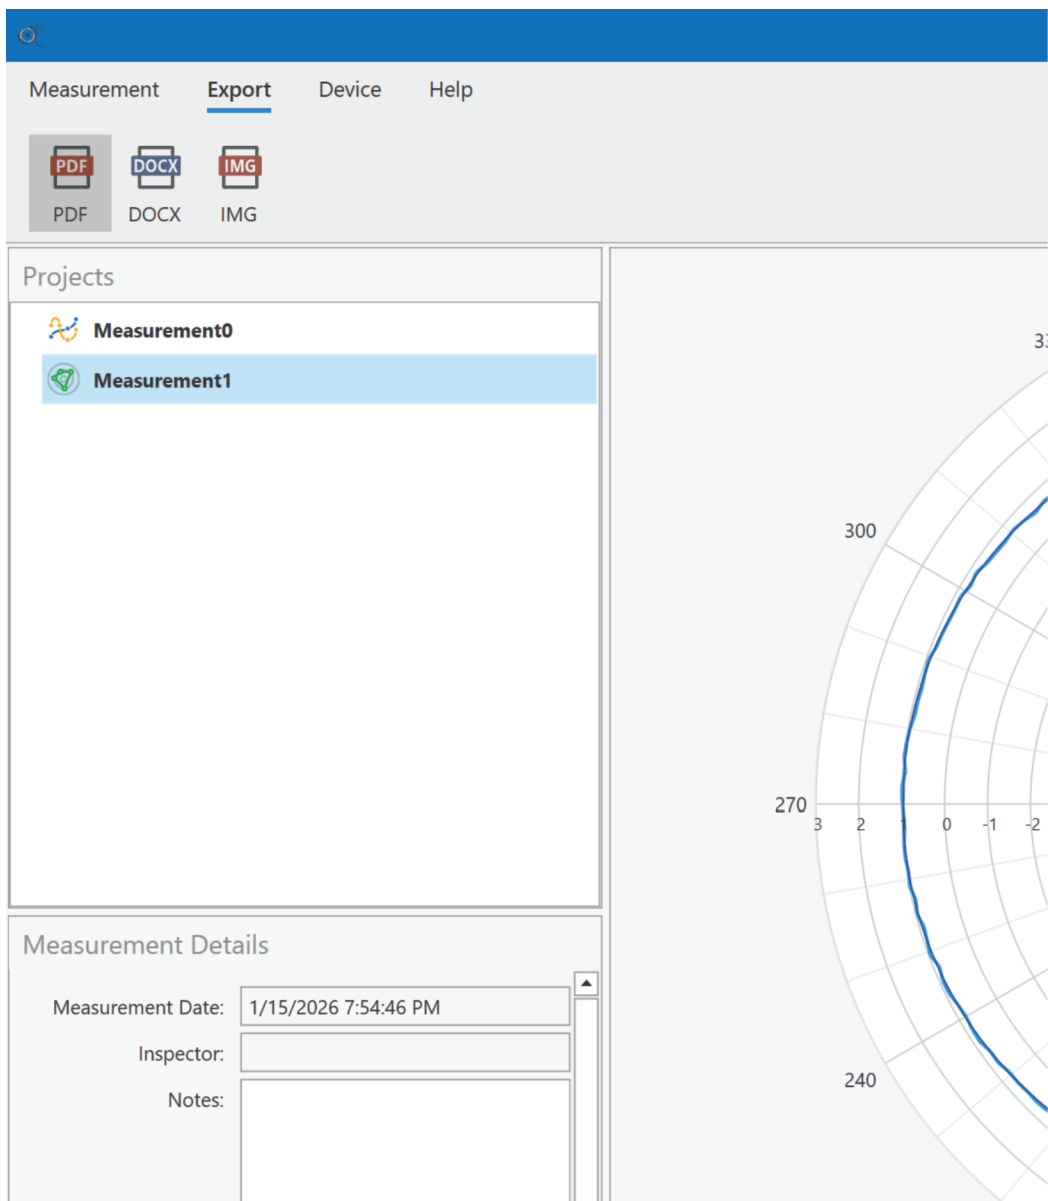 Measurement Export Device Help
PDF DOCX IMG
PDF DOCX IMG
Projects
Measurement0
Measurement1
300
270
3 2 1 0 -1 -2
240
Measurement Details
Measurement Date: 1/15/2026 7:54:46 PM
Inspector:
Notes: